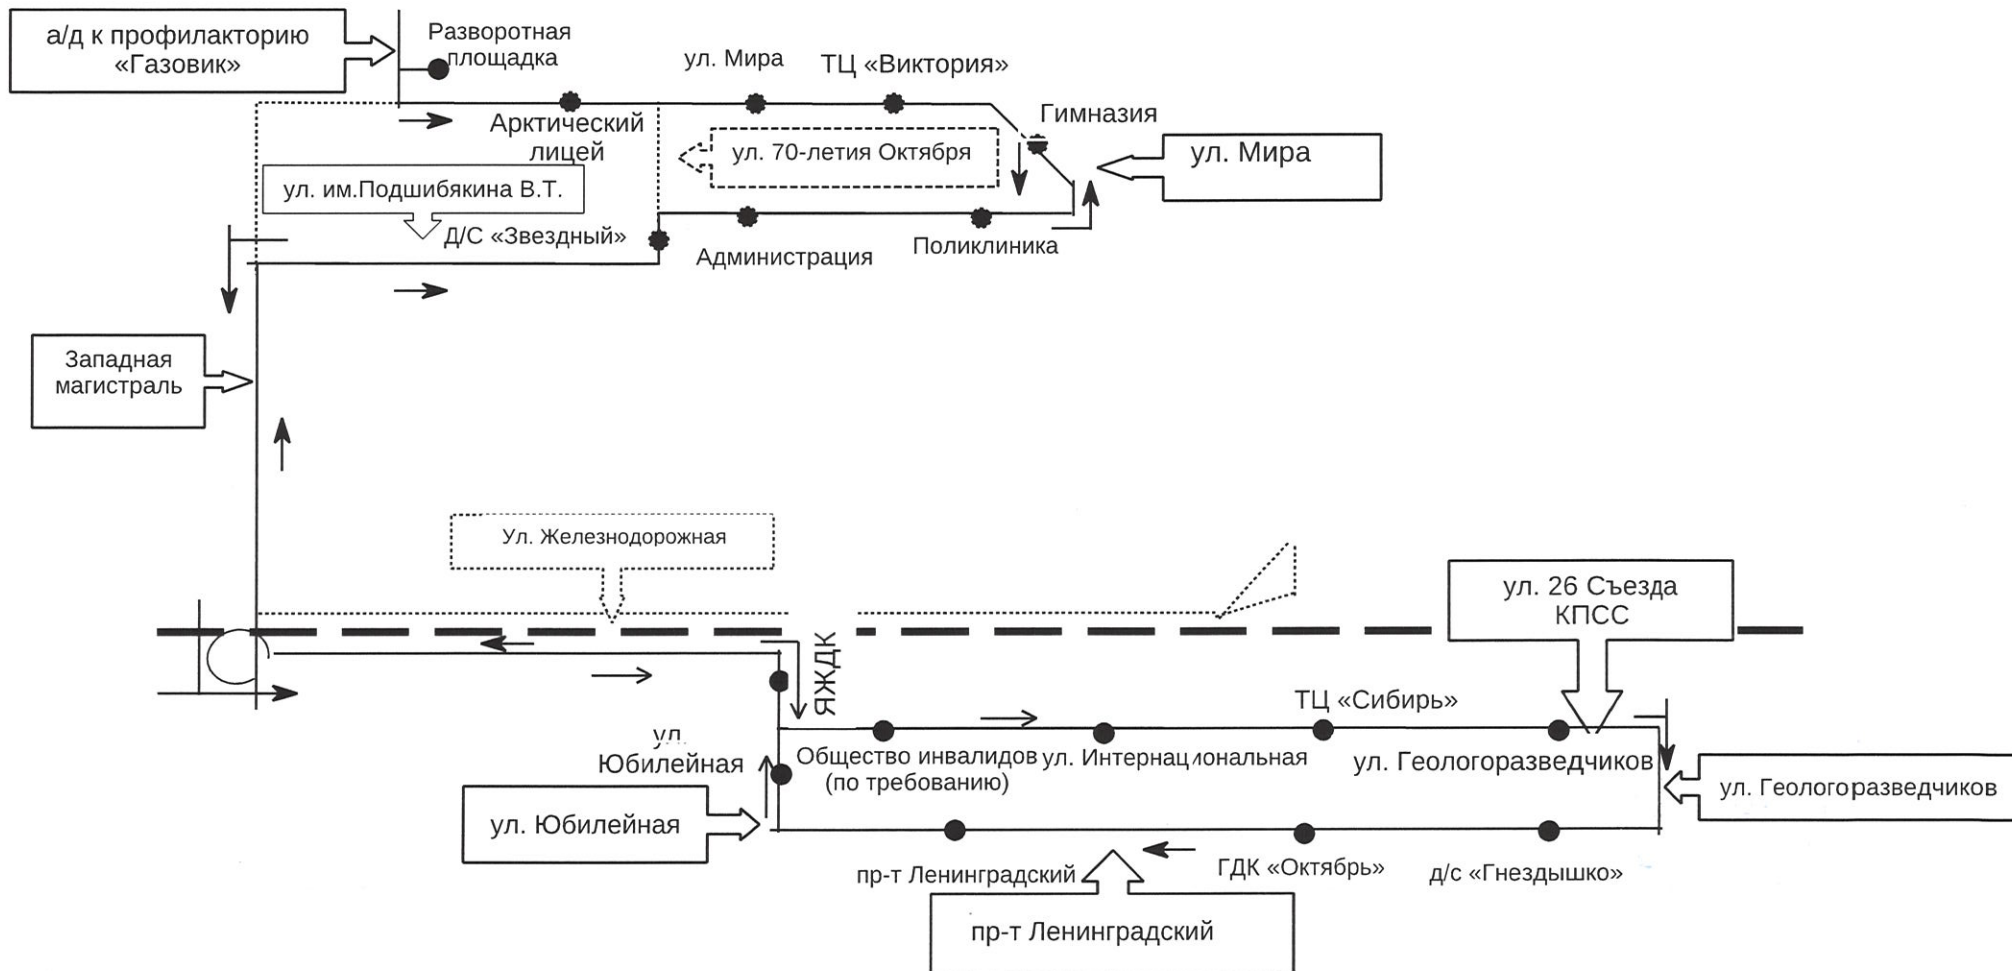 а/д к профилакторию
«Газовик»
Разворотная
площадка
ул. Мира
ТЦ «Виктория»
Гимназия
Арктический
лицей
ул. 70-летия Октября
ул. Мира
ул. им.Подшибякина В.Т.
Д/С «Звездный»
Администрация
Поликлиника
Западная
магистраль
Ул. Железнодорожная
ул. 26 Съезда
КПСС
ЯЖДК
ТЦ «Сибирь»
ул.
Юбилейная
Общество инвалидов
(по требованию)
ул. Интернациональная
ул. Геологоразведчиков
ул. Геологоразведчиков
ул. Юбилейная
пр-т Ленинградский
ГДК «Октябрь»
д/с «Гнездышко»
пр-т Ленинградский